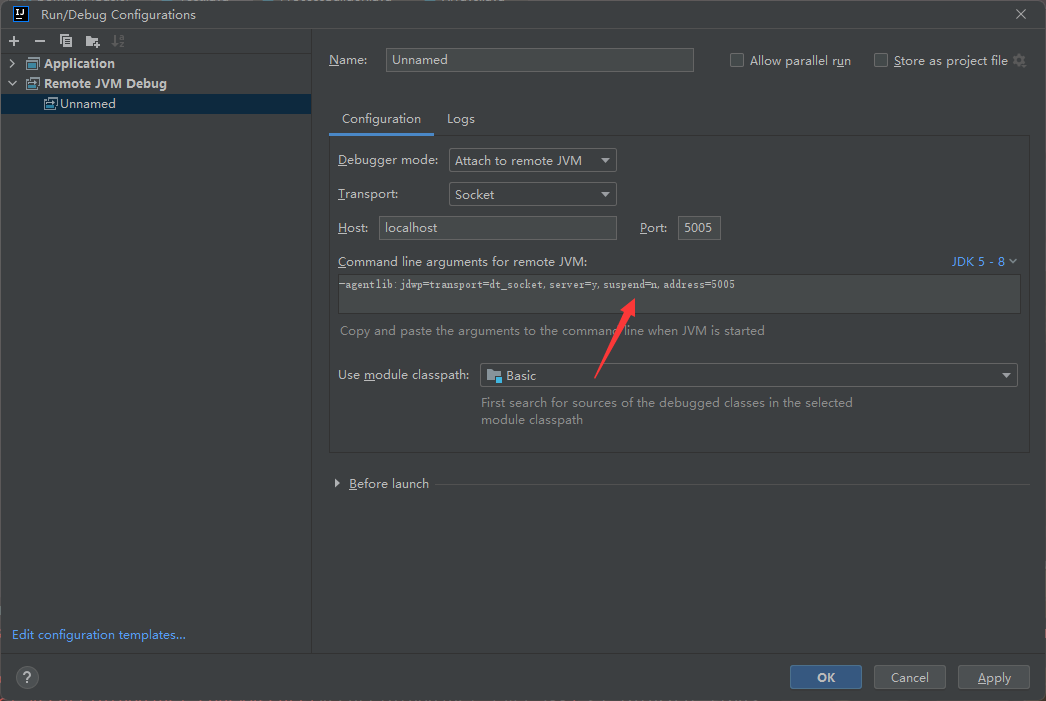 Run/Debug Configurations
Application
Remote JVM Debug
Unnamed
Edit configuration templates...
Name: Unnamed
Allow parallel run
Store as project file
Configuration Logs
Debugger mode: Attach to remote JVM
Transport: Socket
Host: localhost Port: 5005
Command line arguments for remote JVM: JDK 5 - 8
-agentlib:jdwp=transport=dt_socket,server=y,suspend=n,address=5005
Copy and paste the arguments to the command line when JVM is started
Use module classpath: Basic
First search for sources of the debugged classes in the selected
module classpath
Before launch
? OK Cancel Apply